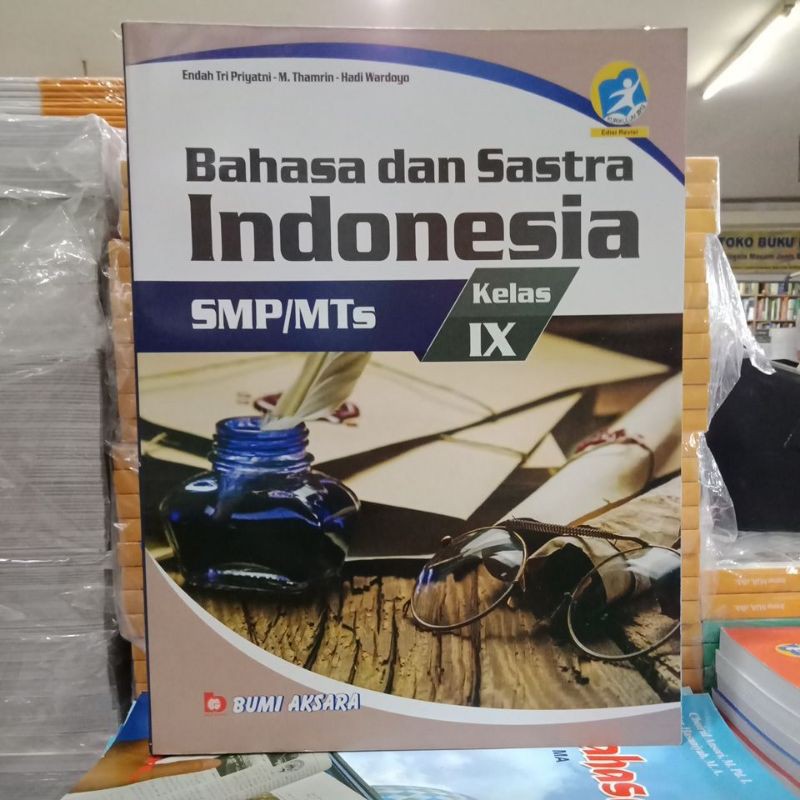 Endah Tri Priyatni - M. Thamrin - Hadi Wardoyo
Edisi Revisi
Bahasa dan Sastra
Indonesia
SMP/MTs
Kelas
IX
BUMI AKSARA
TOKO BUKU
MA